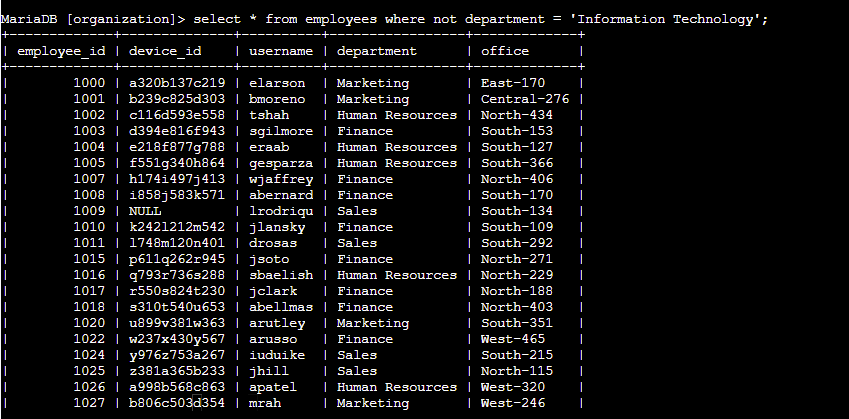 MariaDB [organization]> select * from employees where not department = 'Information Technology';
+-------------+--------------+----------+-----------------+-------------+
| employee_id | device_id    | username | department      | office      |
+-------------+--------------+----------+-----------------+-------------+
|        1000 | a320b137c219 | elarson  | Marketing       | East-170    |
|        1001 | b239c825d303 | bmoreno  | Marketing       | Central-276 |
|        1002 | c116d593e558 | tshah    | Human Resources | North-434   |
|        1003 | d394e816f943 | sgilmore | Finance         | South-153   |
|        1004 | e218f877g788 | eraab    | Human Resources | South-127   |
|        1005 | f551g340h864 | gesparza | Human Resources | South-366   |
|        1007 | h174i497j413 | wjaffrey | Finance         | North-406   |
|        1008 | i858j583k571 | abernard | Finance         | South-170   |
|        1009 | NULL         | lrodriqu | Sales           | South-134   |
|        1010 | k242l212m542 | jlansky  | Finance         | South-109   |
|        1011 | l748m120n401 | drosas   | Sales           | South-292   |
|        1015 | p611q262r945 | jsoto    | Finance         | North-271   |
|        1016 | q793r736s288 | sbaelish | Human Resources | North-229   |
|        1017 | r550s824t230 | jclark   | Finance         | North-188   |
|        1018 | s310t540u653 | abellmas | Finance         | North-403   |
|        1020 | u899v381w363 | arutley  | Marketing       | South-351   |
|        1022 | w237x430y567 | arusso   | Finance         | West-465    |
|        1024 | y976z753a267 | iuduike  | Sales           | South-215   |
|        1025 | z381a365b233 | jhill    | Sales           | North-115   |
|        1026 | a998b568c863 | apatel   | Human Resources | West-320    |
|        1027 | b806c503d354 | mrah     | Marketing       | West-246    |